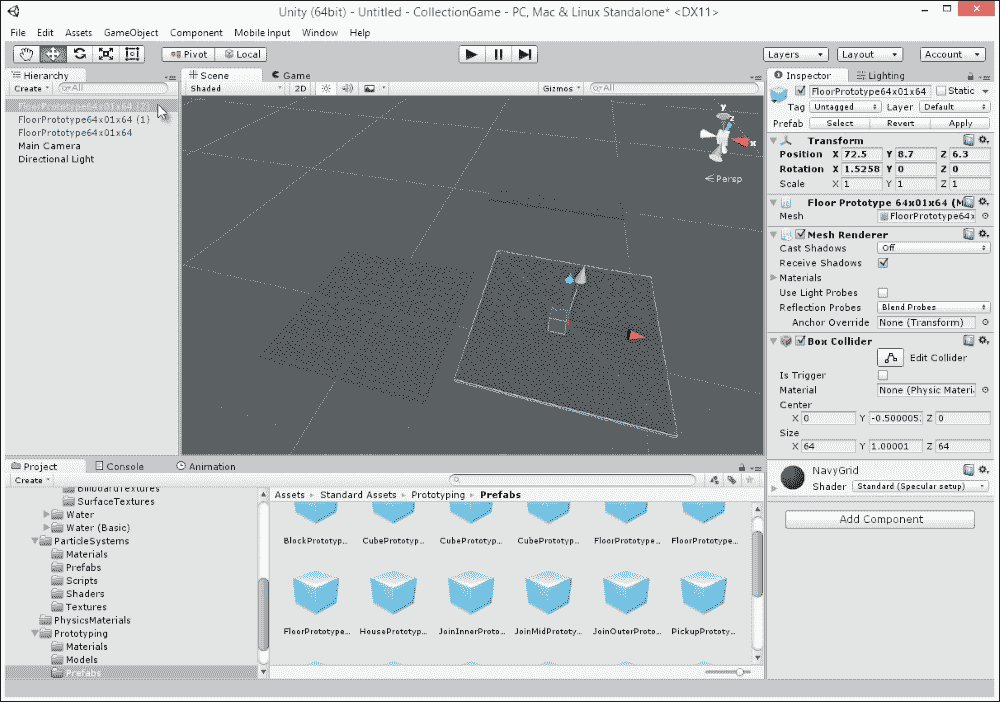 Unity (64bit) - Untitled - CollectionGame - PC, Mac & Linux Standalone* <DX11>
File Edit Assets GameObject Component Mobile Input Window Help
Pivot Local Layers Layout Account
Hierarchy
Create All
FloorPrototype64x01x64 (2)
FloorPrototype64x01x64 (1)
FloorPrototype64x01x64
Main Camera
Directional Light
Scene Game
Shaded 2D Gizmos All
y
z
x
Persp
Inspector Lighting
FloorPrototype64x01x64 Static
Tag Untagged Layer Default
Prefab Select Revert Apply
Transform
Position X 72.5 Y 8.7 Z 6.3
Rotation X 1.5258 Y 0 Z 0
Scale X 1 Y 1 Z 1
Floor Prototype 64x01x64 (M
Mesh FloorPrototype64x
Mesh Renderer
Cast Shadows Off
Receive Shadows
Materials
Use Light Probes
Reflection Probes Blend Probes
Anchor Override None (Transform)
Box Collider
Edit Collider
Is Trigger
Material None (Physic Materi
Center
X 0 Y -0.500005 Z 0
Size
X 64 Y 1.00001 Z 64
NavyGrid
Shader Standard (Specular setup)
Add Component
Project Console Animation
Create
BillboardTextures
SurfaceTextures
Water
Water (Basic)
ParticleSystems
Materials
Prefabs
Scripts
Shaders
Textures
PhysicsMaterials
Prototyping
Materials
Models
Prefabs
Assets Standard Assets Prototyping Prefabs
BlockPrototyp... CubePrototyp... CubePrototyp... CubePrototyp... FloorPrototype... FloorPrototype...
FloorPrototype... HousePrototyp... JoinInnerProto... JoinMidPrototy... JoinOuterProto... PickupPrototy...